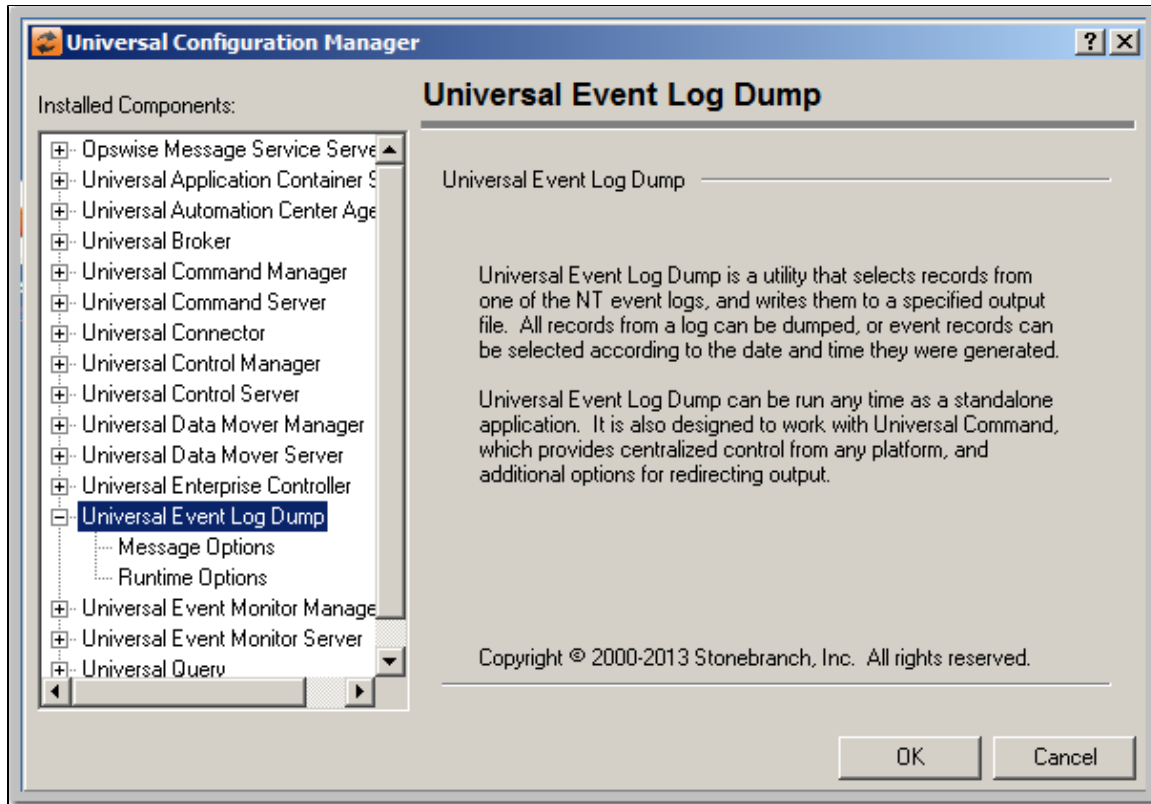 Universal Configuration Manager
? X
Installed Components:
Universal Event Log Dump
Opswise Message Service Serve
Universal Application Container S
Universal Automation Center Age
Universal Broker
Universal Command Manager
Universal Command Server
Universal Connector
Universal Control Manager
Universal Control Server
Universal Data Mover Manager
Universal Data Mover Server
Universal Enterprise Controller
Universal Event Log Dump
Message Options
Runtime Options
Universal Event Monitor Manage
Universal Event Monitor Server
Universal Query
Universal Event Log Dump
Universal Event Log Dump is a utility that selects records from
one of the NT event logs, and writes them to a specified output
file.  All records from a log can be dumped, or event records can
be selected according to the date and time they were generated.
Universal Event Log Dump can be run any time as a standalone
application.  It is also designed to work with Universal Command,
which provides centralized control from any platform, and
additional options for redirecting output.
Copyright © 2000-2013 Stonebranch, Inc.  All rights reserved.
OK
Cancel